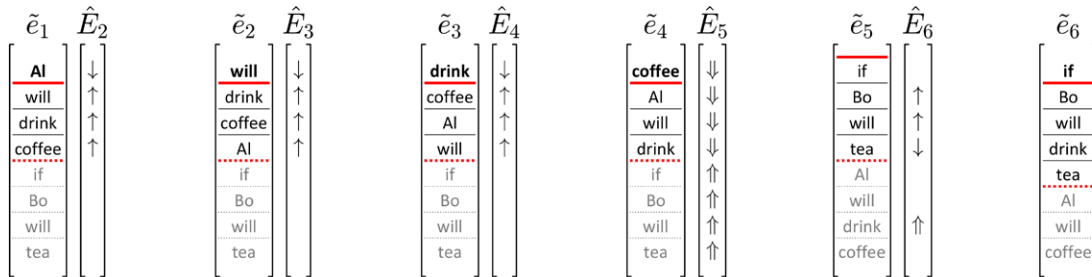 ẽ₁ Ê₂ ẽ₂ Ê₃ ẽ₃ Ê₄ ẽ₄ Ê₅ ẽ₅ Ê₆ ẽ₆
Al ↓ will ↓ drink ↓ coffee ⇓ if if
will ↑ drink ↑ coffee ↑ Al ⇓ Bo ↑ Bo
drink ↑ coffee ↑ Al ↑ will ⇓ will ↑ will
coffee ↑ Al ↑ will ↑ drink ⇓ tea ↓ drink
if if if if ⇑ Al tea
Bo Bo Bo Bo ⇑ will Al
will will will will ⇑ drink ⇑ will
tea tea tea tea ⇑ coffee coffee